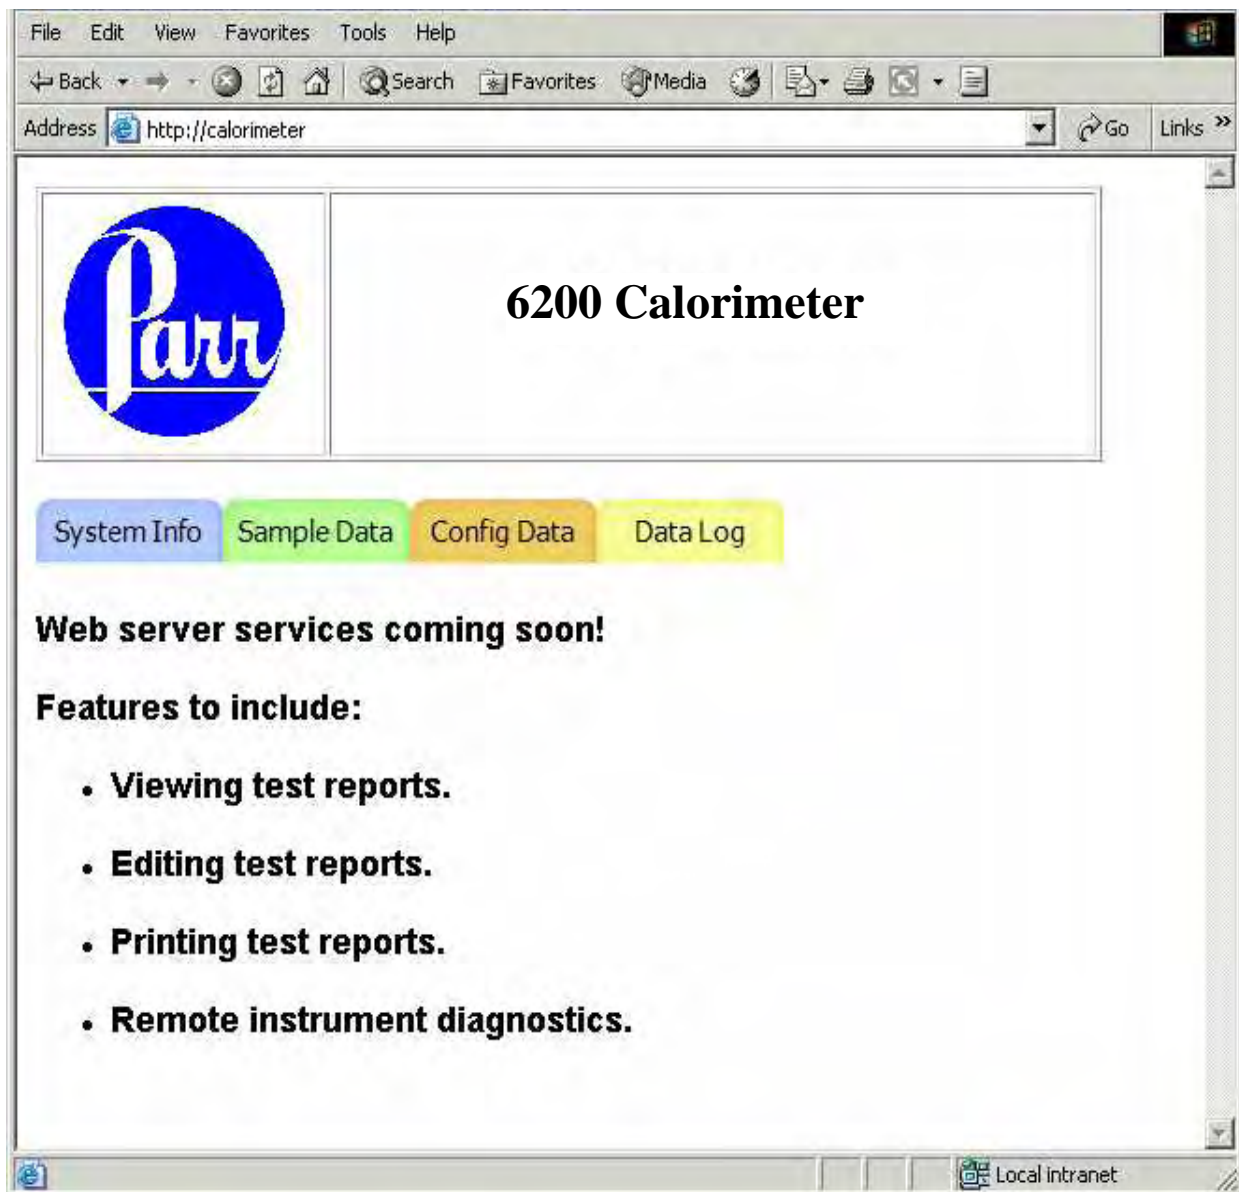 File Edit View Favorites Tools Help
Back Search Favorites Media
Address http://calorimeter Go Links »
Parr
6200 Calorimeter
System Info Sample Data Config Data Data Log
Web server services coming soon!
Features to include:
• Viewing test reports.
• Editing test reports.
• Printing test reports.
• Remote instrument diagnostics.
Local intranet